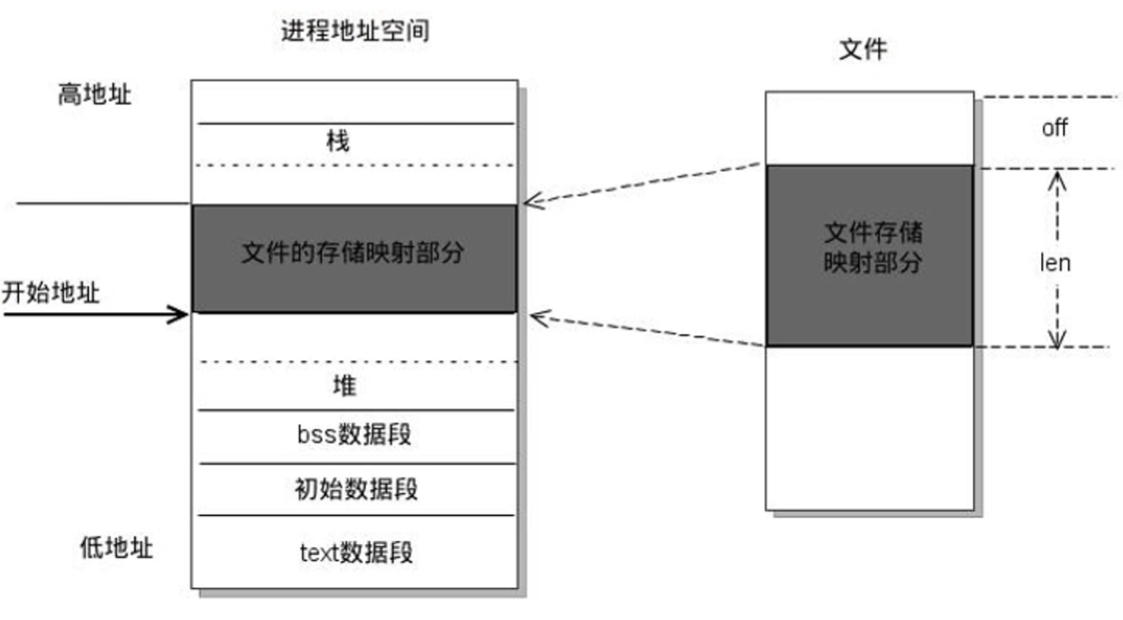 进程地址空间
文件
高地址
off
栈
文件的存储映射部分
文件存储
映射部分
len
开始地址
堆
bss数据段
初始数据段
低地址
text数据段